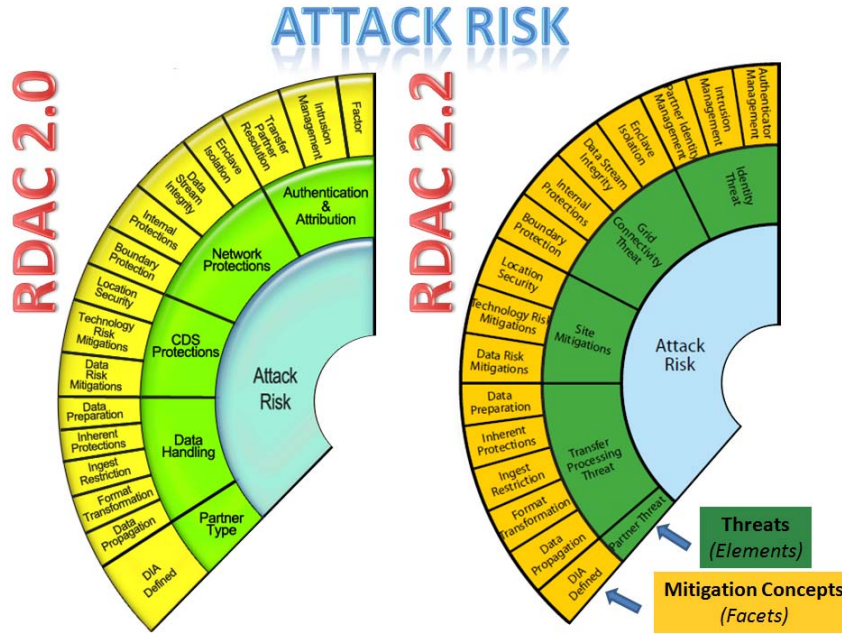 ATTACK RISK
RDAC 2.0
Factor
Intrusion
Management
Transfer
Partner
Resolution
Enclave
Isolation
Data
Stream
Integrity
Internal
Protections
Boundary
Protection
Location
Security
Technology
Risk
Mitigations
Data
Risk
Mitigations
Data
Preparation
Inherent
Protections
Ingest
Restriction
Format
Transformation
Data
Propagation
DIA
Defined
Authentication
&
Attribution
Network
Protections
CDS
Protections
Data
Handling
Partner
Type
Attack
Risk
RDAC 2.2
Authenticator
Management
Intrusion
Management
Partner Identity
Management
Enclave
Isolation
Data Stream
Integrity
Internal
Protections
Boundary
Protection
Location
Security
Technology Risk
Mitigations
Data Risk
Mitigations
Data
Preparation
Inherent
Protections
Ingest
Restriction
Format
Transformation
Data
Propagation
DIA
Defined
Identity
Threat
Grid
Connectivity
Threat
Site
Mitigations
Transfer
Processing
Threat
Partner Threat
Attack
Risk
Threats
(Elements)
Mitigation Concepts
(Facets)